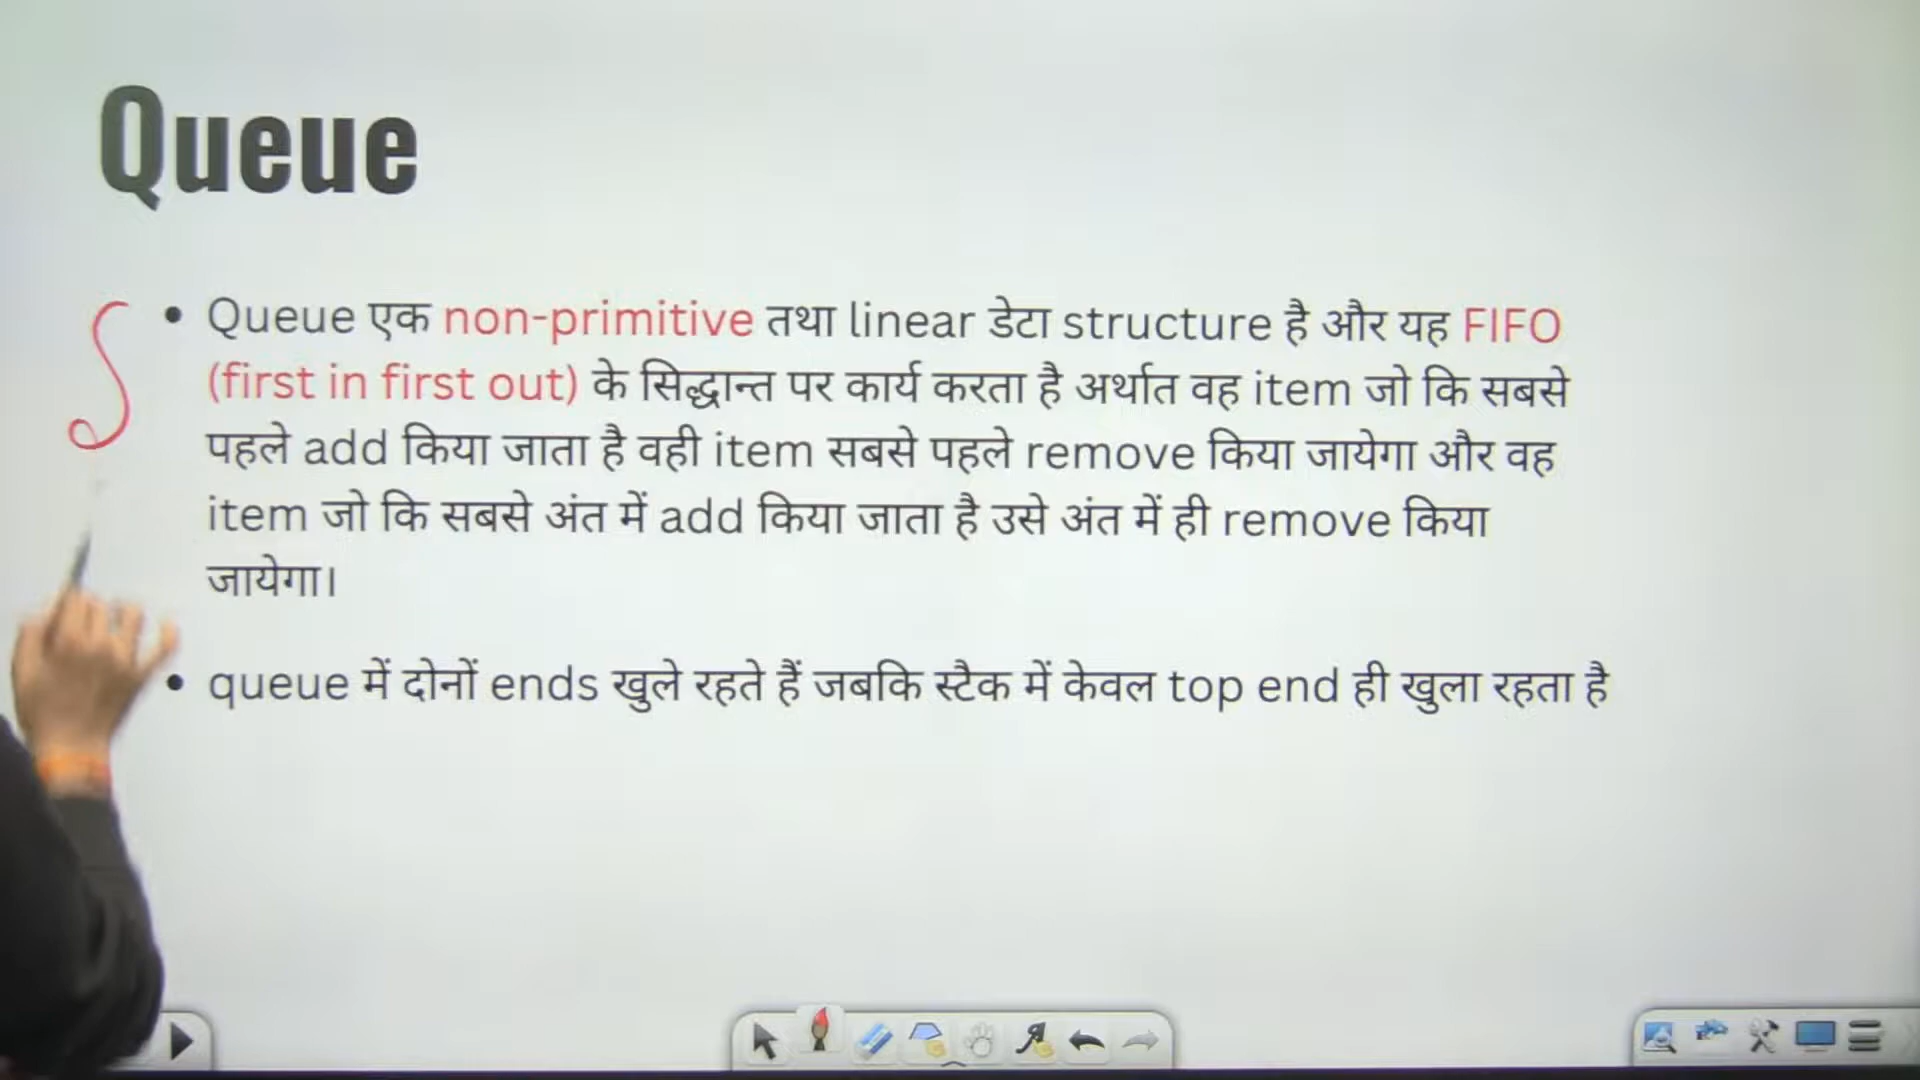 Queue
• Queue एक non-primitive तथा linear डेटा structure है और यह FIFO
(first in first out) के सिद्धान्त पर कार्य करता है अर्थात वह item जो कि सबसे
पहले add किया जाता है वही item सबसे पहले remove किया जायेगा और वह
item जो कि सबसे अंत में add किया जाता है उसे अंत में ही remove किया
जायेगा।
• queue में दोनों ends खुले रहते हैं जबकि स्टैक में केवल top end ही खुला रहता है